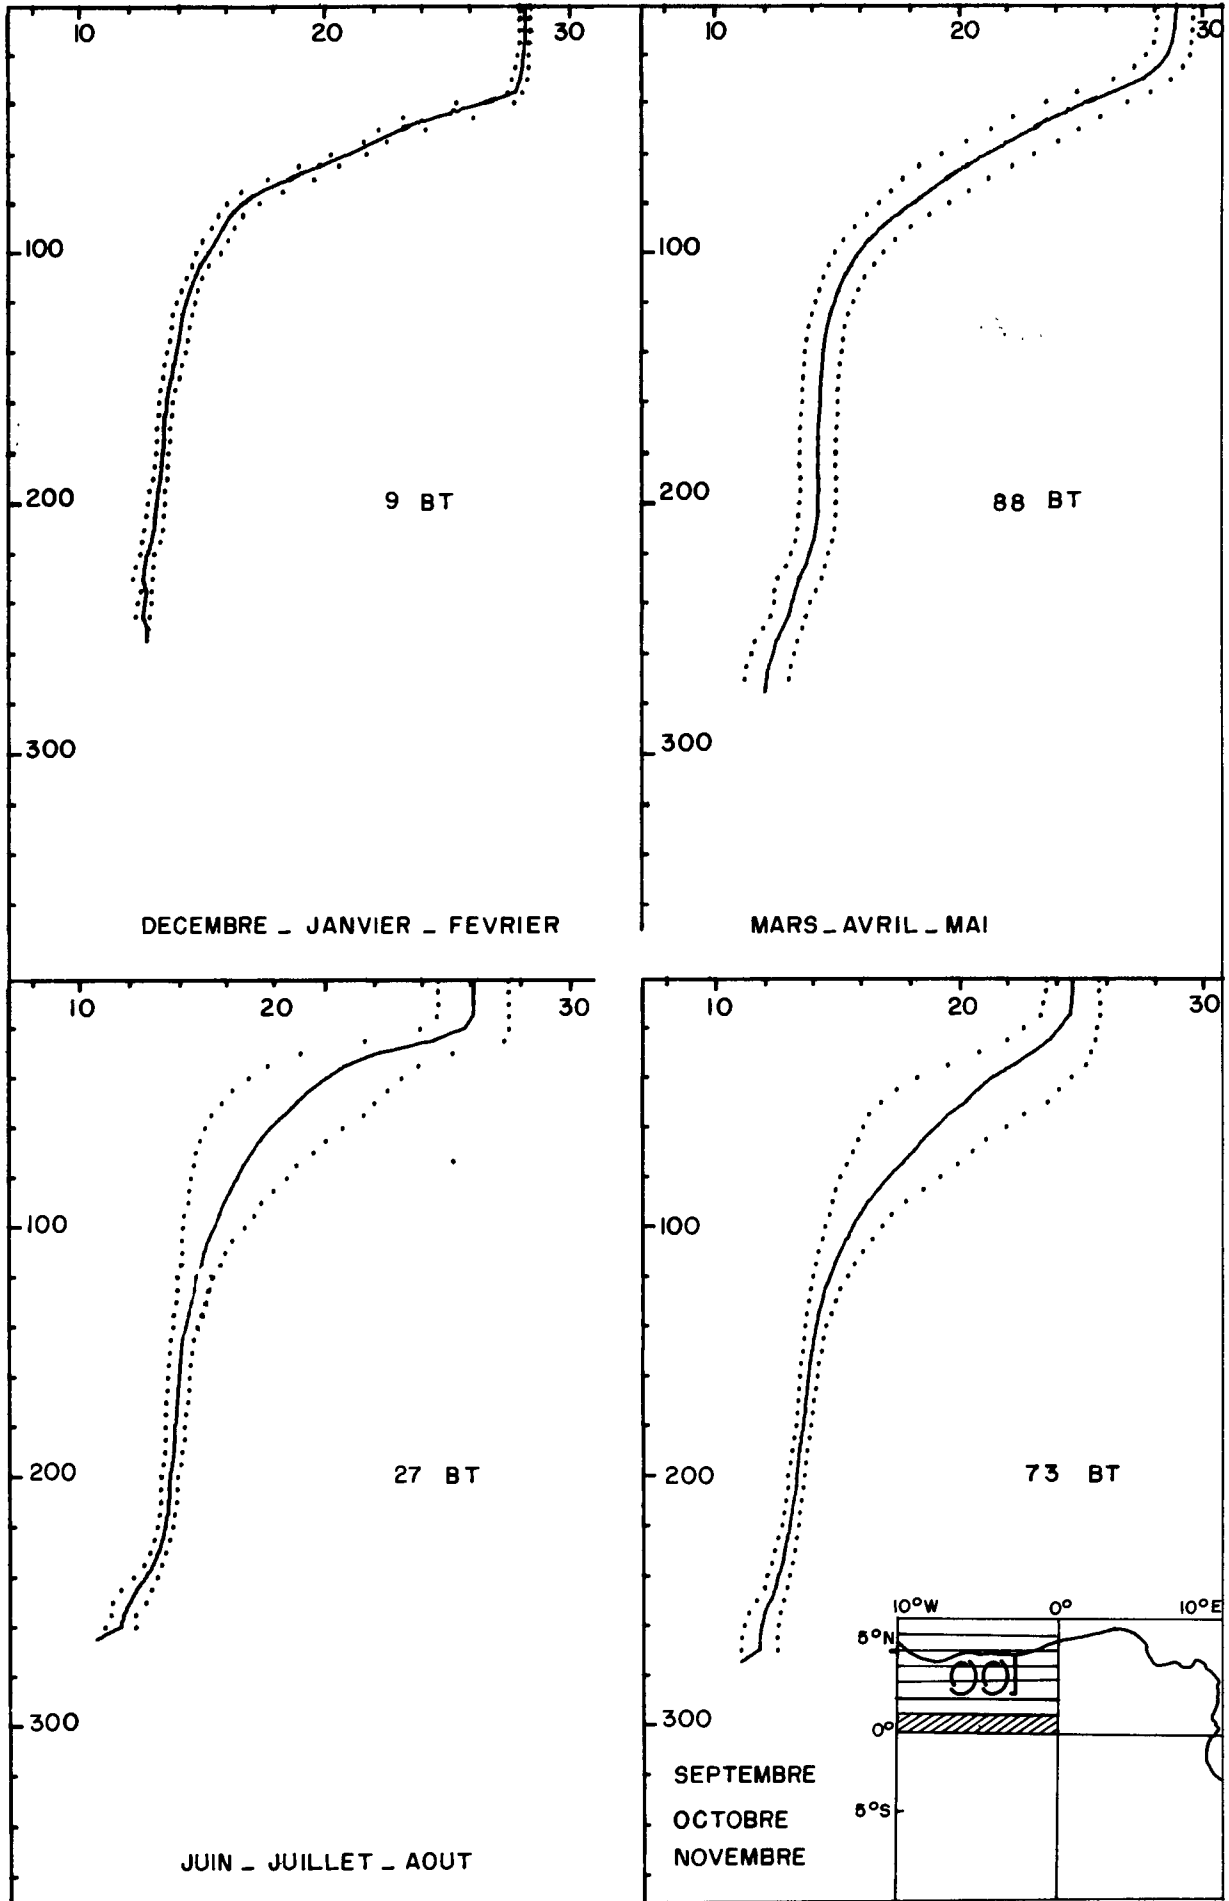 10 20 30
100
200
9 BT
300
DECEMBRE _ JANVIER _ FEVRIER
10 20 30
100
200
88 BT
300
MARS _ AVRIL _ MAI
10 20 30
100
200
27 BT
300
JUIN _ JUILLET _ AOUT
10 20 30
100
200
73 BT
300
SEPTEMBRE
OCTOBRE
NOVEMBRE
10°W 0° 10°E
5°N
0°
5°S